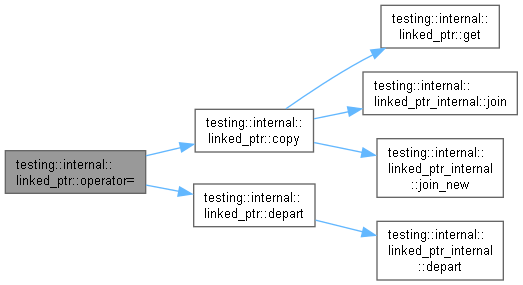 testing::internal::
linked_ptr::operator=
testing::internal::
linked_ptr::copy
testing::internal::
linked_ptr::get
testing::internal::
linked_ptr_internal::join
testing::internal::
linked_ptr_internal
::join_new
testing::internal::
linked_ptr::depart
testing::internal::
linked_ptr_internal
::depart